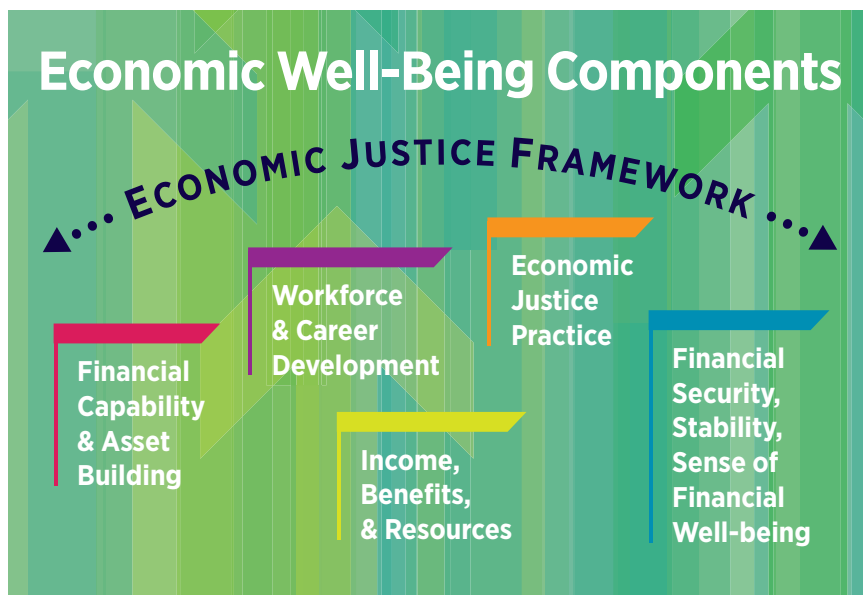 Economic Well-Being Components
ECONOMIC JUSTICE FRAMEWORK
Financial
Capability
& Asset
Building
Workforce
& Career
Development
Income,
Benefits,
& Resources
Economic
Justice
Practice
Financial
Security,
Stability,
Sense of
Financial
Well-being